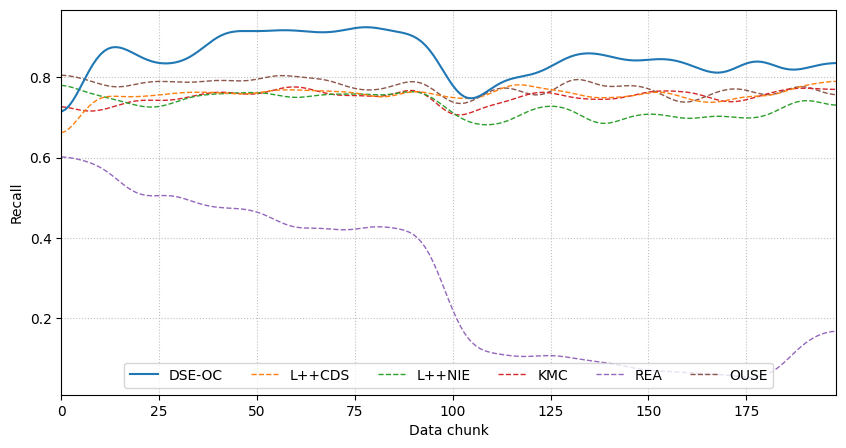 Recall
0.8
0.6
0.4
0.2
DSE-OC L++CDS L++NIE KMC REA OUSE
0 25 50 75 100 125 150 175
Data chunk